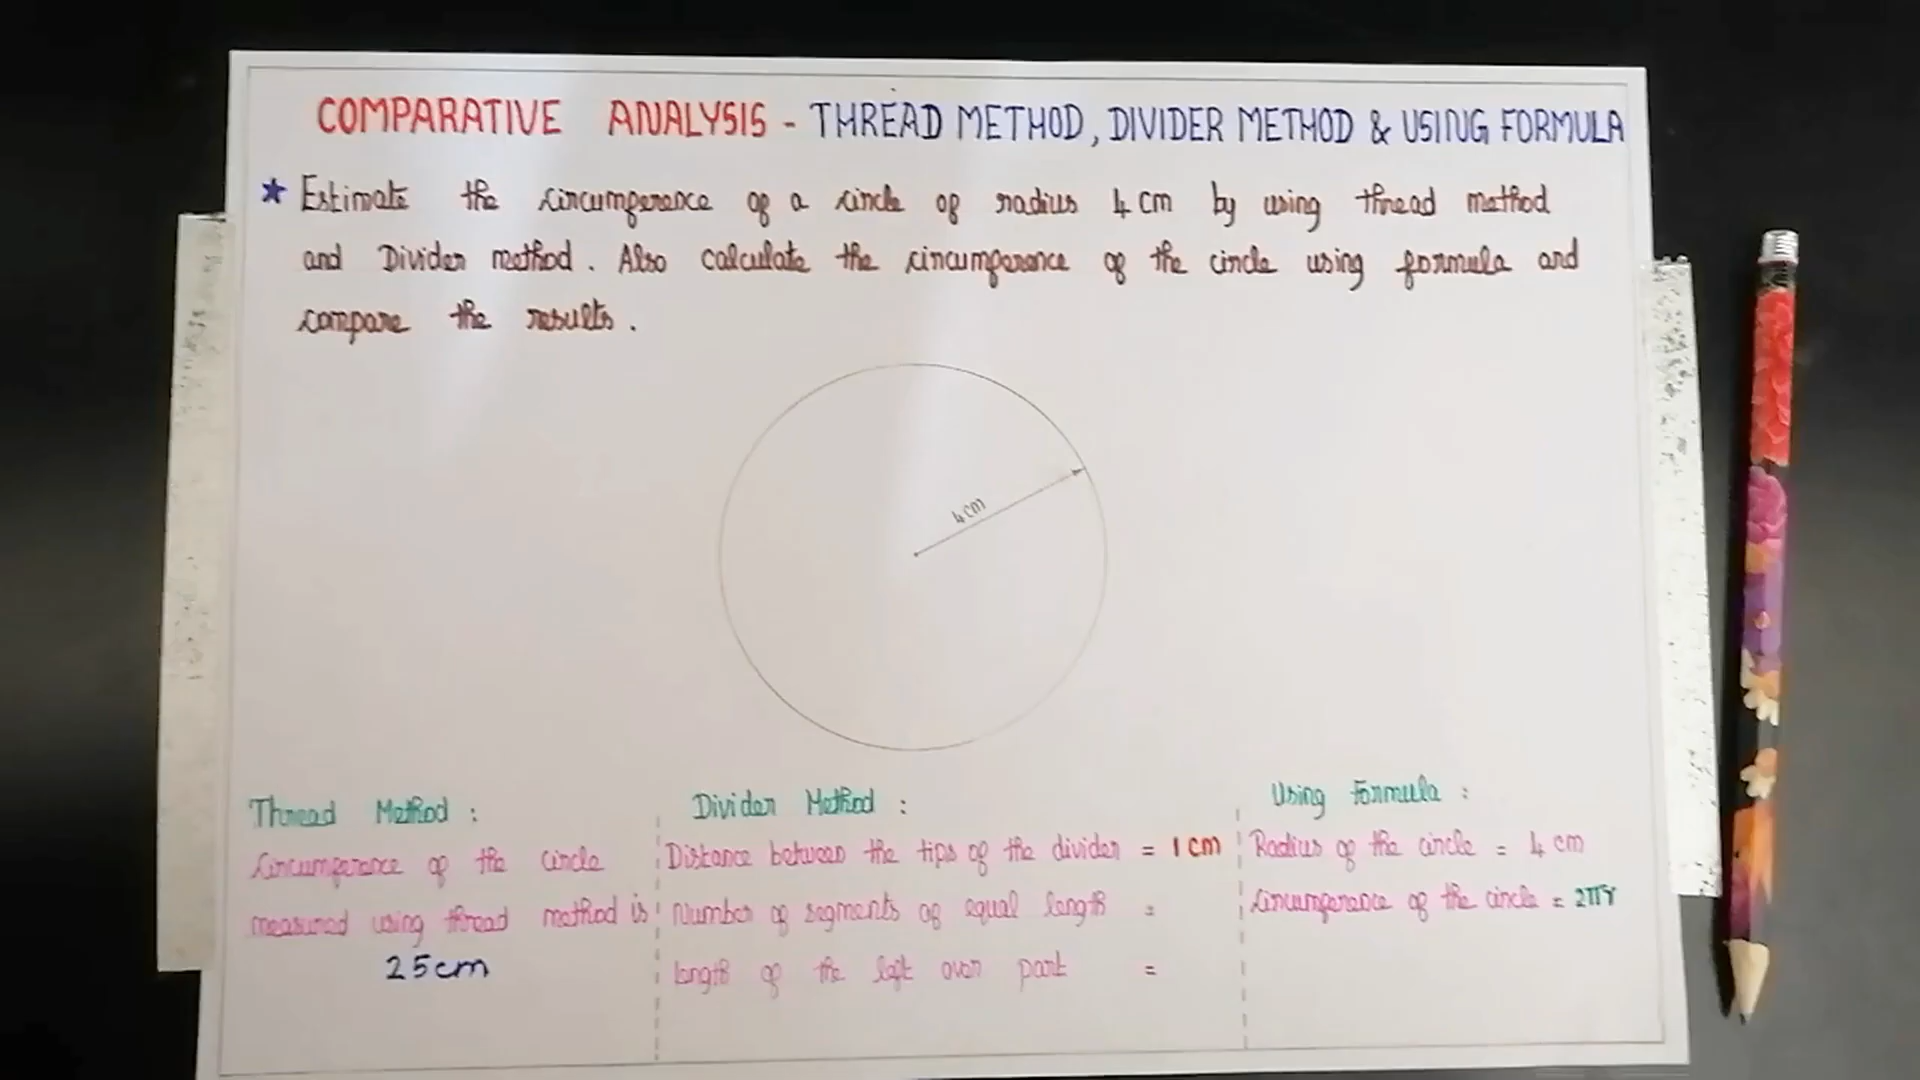 COMPARATIVE ANALYSIS - THREAD METHOD, DIVIDER METHOD & USING FORMULA
★ Estimate the circumference of a circle of radius 4 cm by using thread method
and Divider method. Also calculate the circumference of the circle using formula and
compare the results.
4 cm
Thread Method :
Circumference of the circle
measured using thread method is
25 cm
Divider Method :
Distance between the tips of the divider = 1 cm
Number of segments of equal length =
length of the left over part =
Using Formula :
Radius of the circle = 4 cm
Circumference of the circle = 2πr